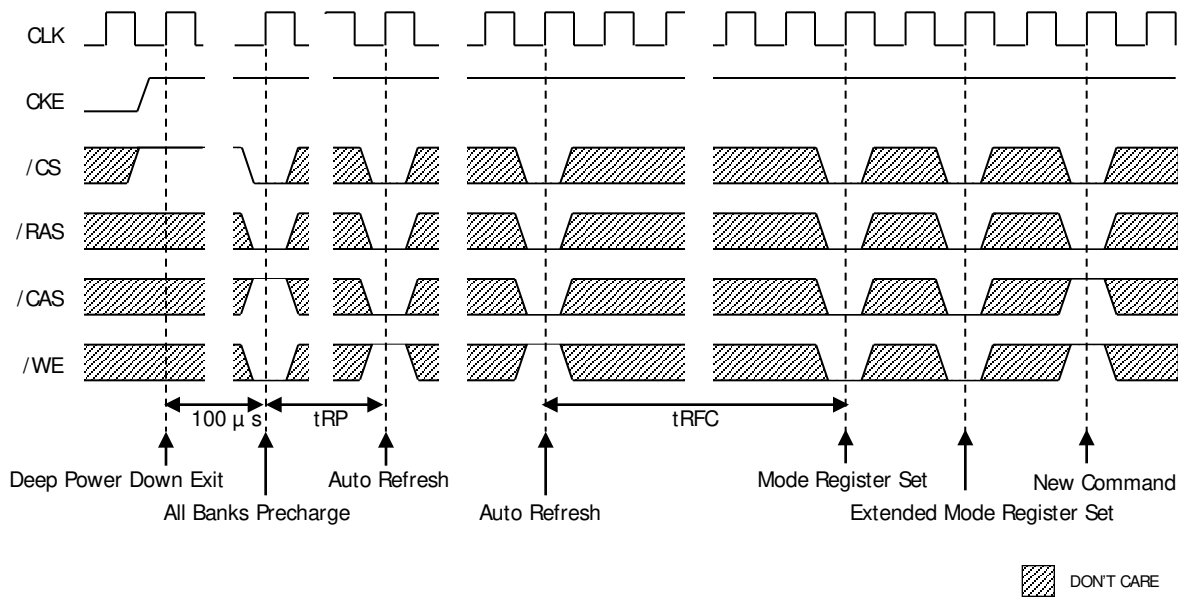 CLK
CKE
/CS
/RAS
/CAS
/WE
100 μ s
tRP
tRFC
Deep Power Down Exit
All Banks Precharge
Auto Refresh
Auto Refresh
Mode Register Set
Extended Mode Register Set
New Command
DON'T CARE